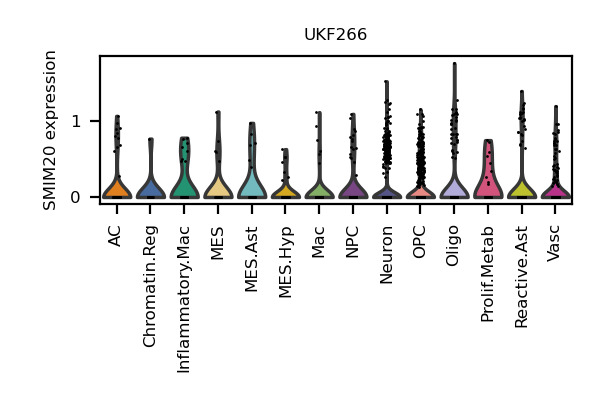 UKF266
SMIM20 expression
1
0
AC
Chromatin.Reg
Inflammatory.Mac
MES
MES.Ast
MES.Hyp
Mac
NPC
Neuron
OPC
Oligo
Prolif.Metab
Reactive.Ast
Vasc